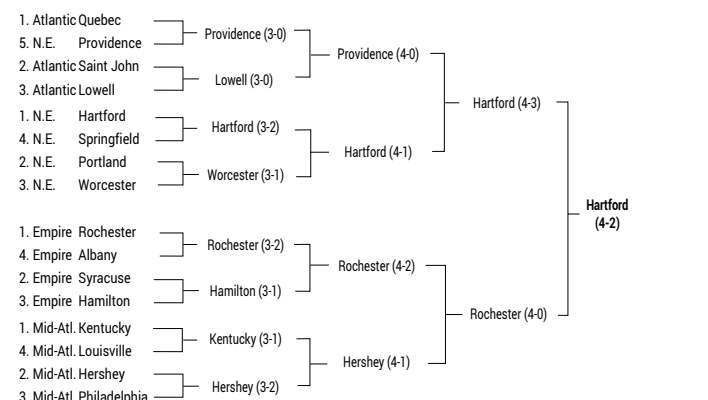 1. Atlantic Quebec
5. N.E. Providence
2. Atlantic Saint John
3. Atlantic Lowell
1. N.E. Hartford
4. N.E. Springfield
2. N.E. Portland
3. N.E. Worcester
1. Empire Rochester
4. Empire Albany
2. Empire Syracuse
3. Empire Hamilton
1. Mid-Atl. Kentucky
4. Mid-Atl. Louisville
2. Mid-Atl. Hershey
3. Mid-Atl. Philadelphia
Providence (3-0)
Lowell (3-0)
Hartford (3-2)
Worcester (3-1)
Rochester (3-2)
Hamilton (3-1)
Kentucky (3-1)
Hershey (3-2)
Providence (4-0)
Hartford (4-1)
Rochester (4-2)
Hershey (4-1)
Hartford (4-3)
Rochester (4-0)
Hartford
(4-2)